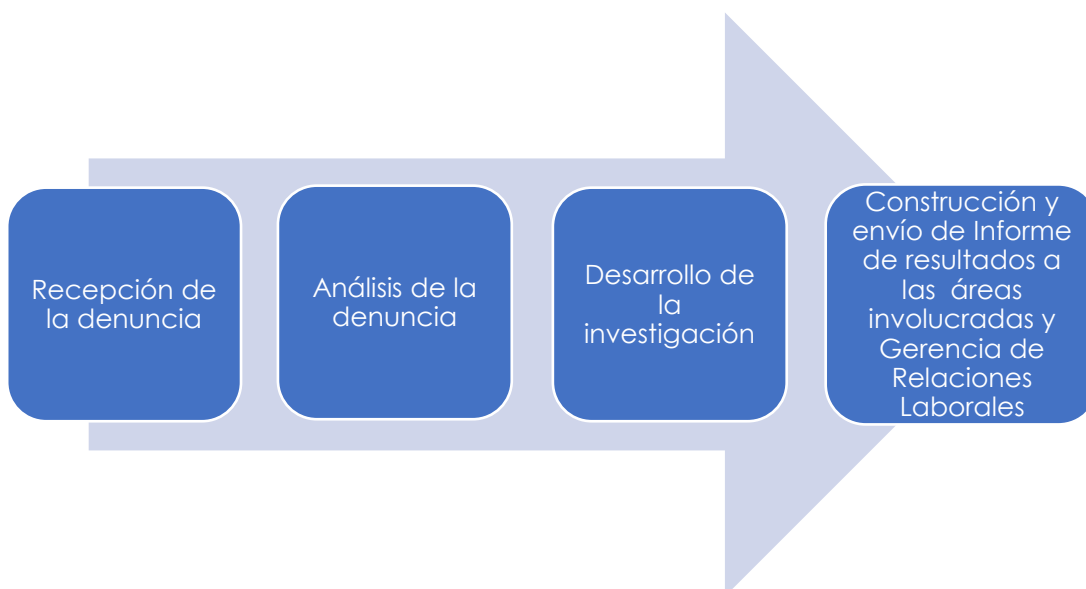 Recepción de
la denuncia
Análisis de la
denuncia
Desarrollo de
la
investigación
Construcción y
envío de Informe
de resultados a
las áreas
involucradas y
Gerencia de
Relaciones
Laborales